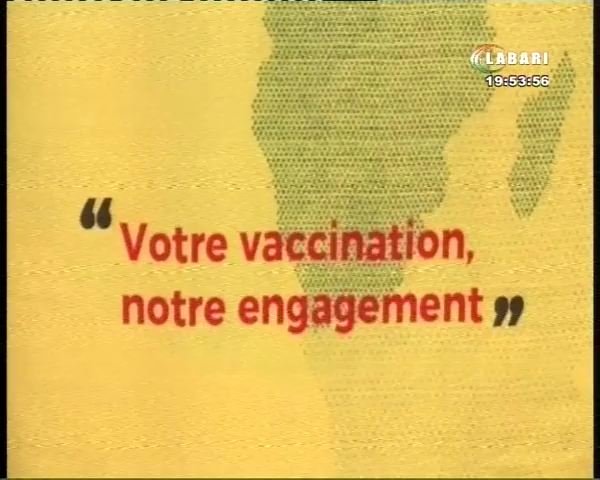 LABARI
19:53:56
“Votre vaccination,
notre engagement”